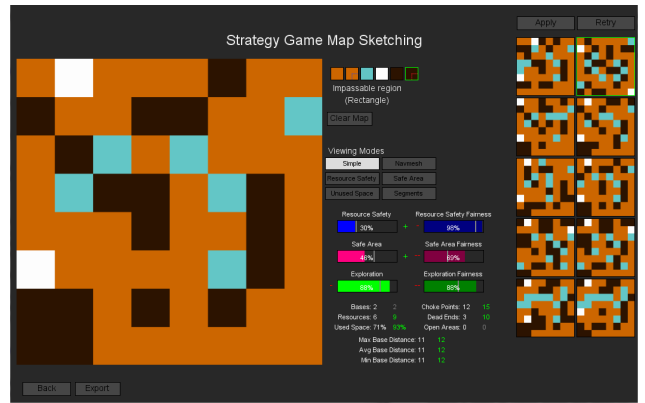 Apply Retry
Strategy Game Map Sketching
Impassable region
(Rectangle)
Clear Map
Viewing Modes
Simple Navmesh
Resource Safety Safe Area
Unused Space Segments
Resource Safety Resource Safety Fairness
30% + 98%
Safe Area Safe Area Fairness
46% + 69%
Exploration Exploration Fairness
88% 88%
Bases: 2 2 Choke Points: 12 15
Resources: 6 9 Dead Ends: 3 10
Used Space: 71% 93% Open Areas: 0 0
Max Base Distance: 11 12
Avg Base Distance: 11 12
Min Base Distance: 11 12
Back Export